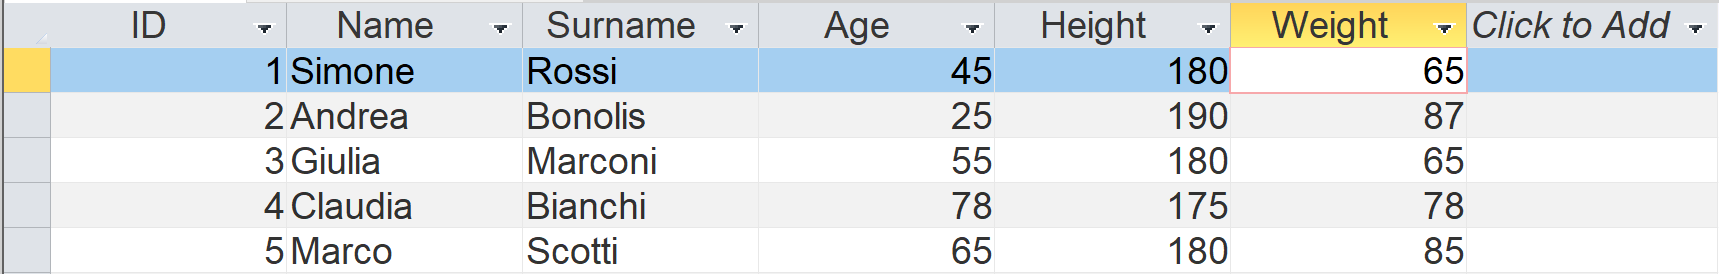 ID Name Surname Age Height Weight Click to Add
1 Simone Rossi 45 180 65
2 Andrea Bonolis 25 190 87
3 Giulia Marconi 55 180 65
4 Claudia Bianchi 78 175 78
5 Marco Scotti 65 180 85